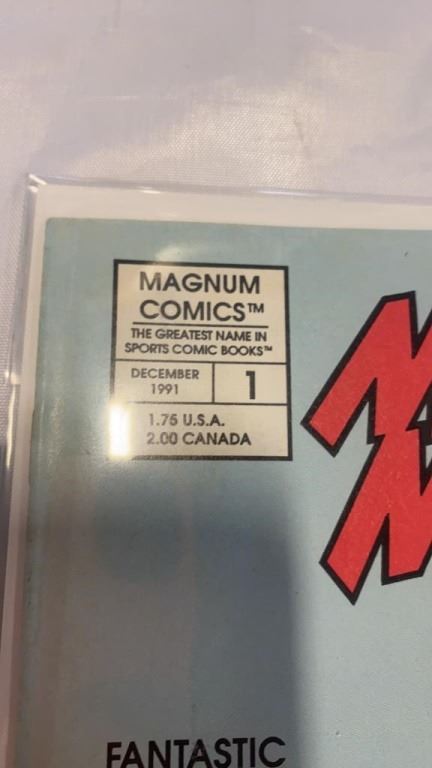 MAGNUM
COMICS™
THE GREATEST NAME IN
SPORTS COMIC BOOKS™
DECEMBER
1991
1
1.75 U.S.A.
2.00 CANADA
FANTASTIC